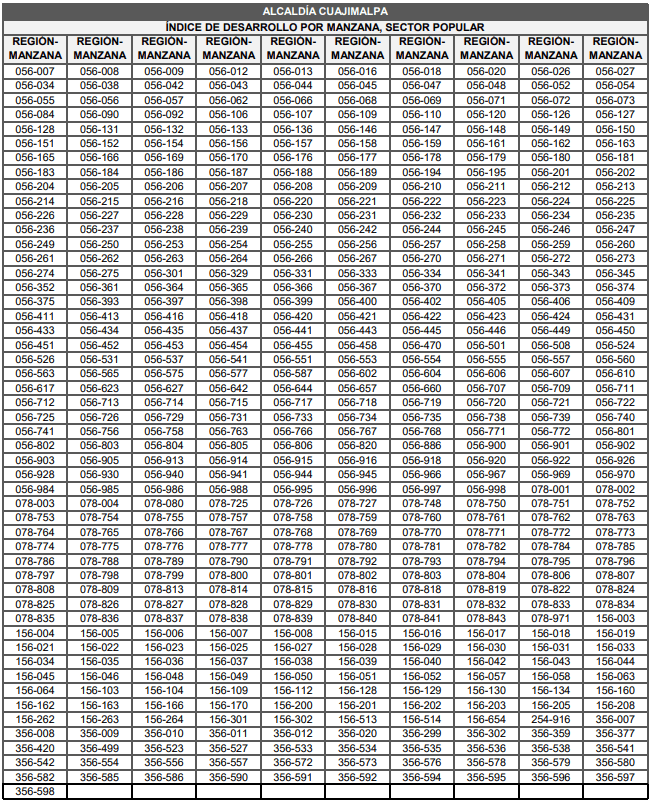 ALCALDÍA CUAJIMALPA
ÍNDICE DE DESARROLLO POR MANZANA, SECTOR POPULAR
REGIÓN- REGIÓN- REGIÓN- REGIÓN- REGIÓN- REGIÓN- REGIÓN- REGIÓN- REGIÓN- REGIÓN-
MANZANA MANZANA MANZANA MANZANA MANZANA MANZANA MANZANA MANZANA MANZANA MANZANA
056-007 056-008 056-009 056-012 056-013 056-016 056-018 056-020 056-026 056-027
056-034 056-038 056-042 056-043 056-044 056-045 056-047 056-048 056-052 056-054
056-055 056-056 056-057 056-062 056-066 056-068 056-069 056-071 056-072 056-073
056-084 056-090 056-092 056-106 056-107 056-109 056-110 056-120 056-126 056-127
056-128 056-131 056-132 056-133 056-136 056-146 056-147 056-148 056-149 056-150
056-151 056-152 056-154 056-156 056-157 056-158 056-159 056-161 056-162 056-163
056-165 056-166 056-169 056-170 056-176 056-177 056-178 056-179 056-180 056-181
056-183 056-184 056-186 056-187 056-188 056-189 056-194 056-195 056-201 056-202
056-204 056-205 056-206 056-207 056-208 056-209 056-210 056-211 056-212 056-213
056-214 056-215 056-216 056-218 056-220 056-221 056-222 056-223 056-224 056-225
056-226 056-227 056-228 056-229 056-230 056-231 056-232 056-233 056-234 056-235
056-236 056-237 056-238 056-239 056-240 056-242 056-244 056-245 056-246 056-247
056-249 056-250 056-253 056-254 056-255 056-256 056-257 056-258 056-259 056-260
056-261 056-262 056-263 056-264 056-266 056-267 056-270 056-271 056-272 056-273
056-274 056-275 056-301 056-329 056-331 056-333 056-334 056-341 056-343 056-345
056-352 056-361 056-364 056-365 056-366 056-367 056-370 056-372 056-373 056-374
056-375 056-393 056-397 056-398 056-399 056-400 056-402 056-405 056-406 056-409
056-411 056-413 056-416 056-418 056-420 056-421 056-422 056-423 056-424 056-431
056-433 056-434 056-435 056-437 056-441 056-443 056-445 056-446 056-449 056-450
056-451 056-452 056-453 056-454 056-455 056-458 056-470 056-501 056-508 056-524
056-526 056-531 056-537 056-541 056-551 056-553 056-554 056-555 056-557 056-560
056-563 056-565 056-575 056-577 056-587 056-602 056-604 056-606 056-607 056-610
056-617 056-623 056-627 056-642 056-644 056-657 056-660 056-707 056-709 056-711
056-712 056-713 056-714 056-715 056-717 056-718 056-719 056-720 056-721 056-722
056-725 056-726 056-729 056-731 056-733 056-734 056-735 056-738 056-739 056-740
056-741 056-756 056-758 056-763 056-766 056-767 056-768 056-771 056-772 056-801
056-802 056-803 056-804 056-805 056-806 056-820 056-886 056-900 056-901 056-902
056-903 056-905 056-913 056-914 056-915 056-916 056-918 056-920 056-922 056-926
056-928 056-930 056-940 056-941 056-944 056-945 056-966 056-967 056-969 056-970
056-984 056-985 056-986 056-988 056-995 056-996 056-997 056-998 078-001 078-002
078-003 078-004 078-080 078-725 078-726 078-727 078-748 078-750 078-751 078-752
078-753 078-754 078-755 078-757 078-758 078-759 078-760 078-761 078-762 078-763
078-764 078-765 078-766 078-767 078-768 078-769 078-770 078-771 078-772 078-773
078-774 078-775 078-776 078-777 078-778 078-780 078-781 078-782 078-784 078-785
078-786 078-788 078-789 078-790 078-791 078-792 078-793 078-794 078-795 078-796
078-797 078-798 078-799 078-800 078-801 078-802 078-803 078-804 078-806 078-807
078-808 078-809 078-813 078-814 078-815 078-816 078-818 078-819 078-822 078-824
078-825 078-826 078-827 078-828 078-829 078-830 078-831 078-832 078-833 078-834
078-835 078-836 078-837 078-838 078-839 078-840 078-841 078-843 078-971 156-003
156-004 156-005 156-006 156-007 156-008 156-015 156-016 156-017 156-018 156-019
156-021 156-022 156-023 156-025 156-027 156-028 156-029 156-030 156-031 156-033
156-034 156-035 156-036 156-037 156-038 156-039 156-040 156-042 156-043 156-044
156-045 156-046 156-048 156-049 156-050 156-051 156-052 156-057 156-058 156-063
156-064 156-103 156-104 156-109 156-112 156-128 156-129 156-130 156-134 156-160
156-162 156-163 156-166 156-170 156-200 156-201 156-202 156-203 156-205 156-208
156-262 156-263 156-264 156-301 156-302 156-513 156-514 156-654 254-916 356-007
356-008 356-009 356-010 356-011 356-012 356-020 356-299 356-302 356-359 356-377
356-420 356-499 356-523 356-527 356-533 356-534 356-535 356-536 356-538 356-541
356-542 356-554 356-556 356-557 356-572 356-573 356-576 356-578 356-579 356-580
356-582 356-585 356-586 356-590 356-591 356-592 356-594 356-595 356-596 356-597
356-598